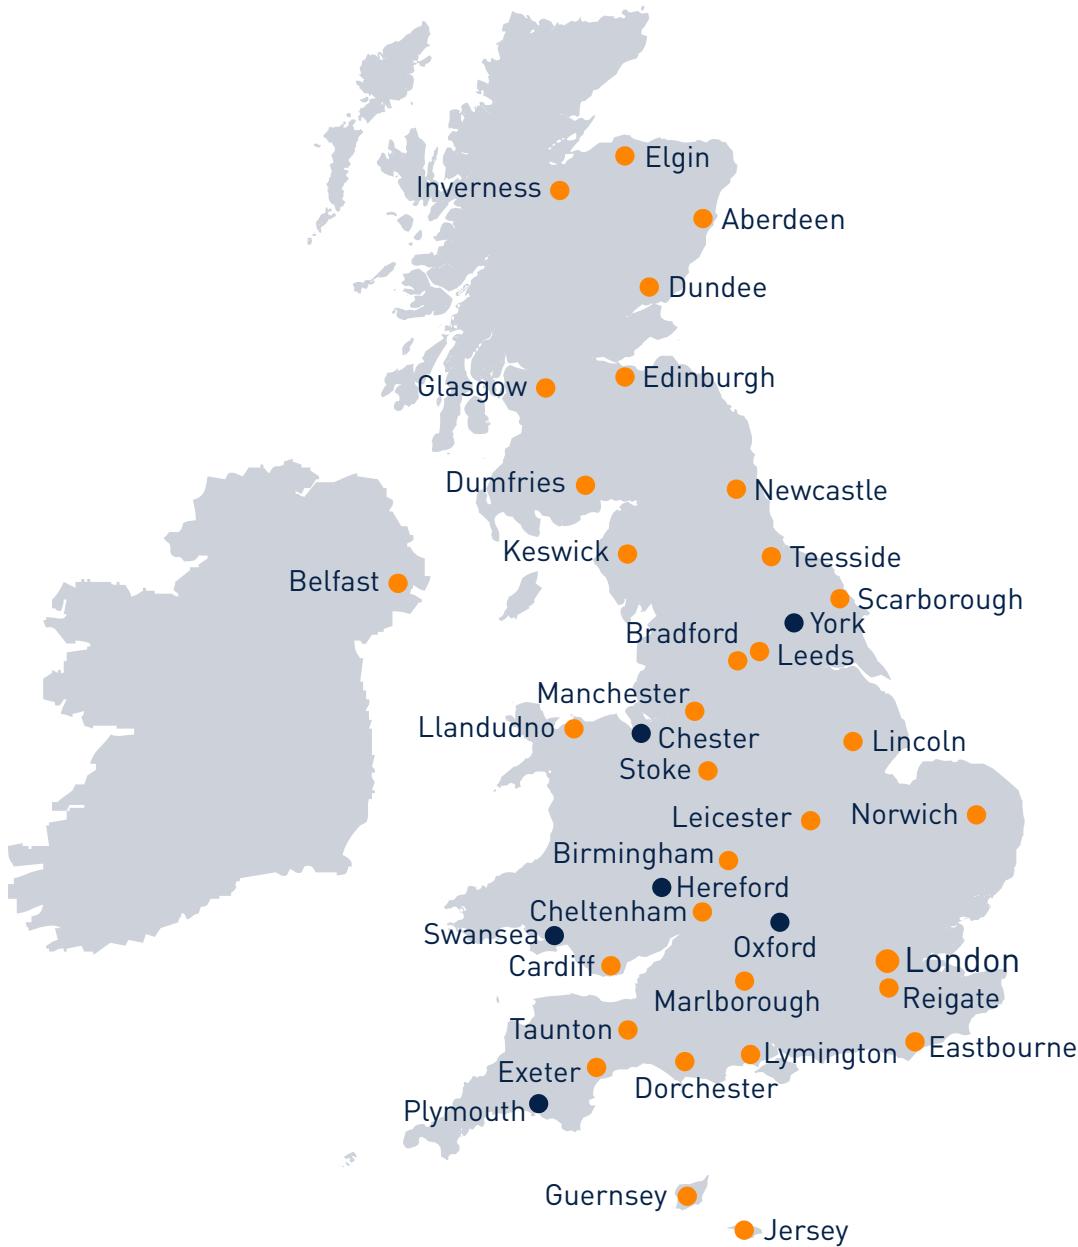 Elgin
Inverness
Aberdeen
Dundee
Edinburgh
Glasgow
Dumfries
Newcastle
Keswick
Teesside
Belfast
Scarborough
York
Bradford
Leeds
Manchester
Llandudno
Chester
Lincoln
Stoke
Leicester
Norwich
Birmingham
Hereford
Cheltenham
Swansea
Oxford
London
Cardiff
Marlborough
Reigate
Taunton
Eastbourne
Lymington
Exeter
Dorchester
Plymouth
Guernsey
Jersey